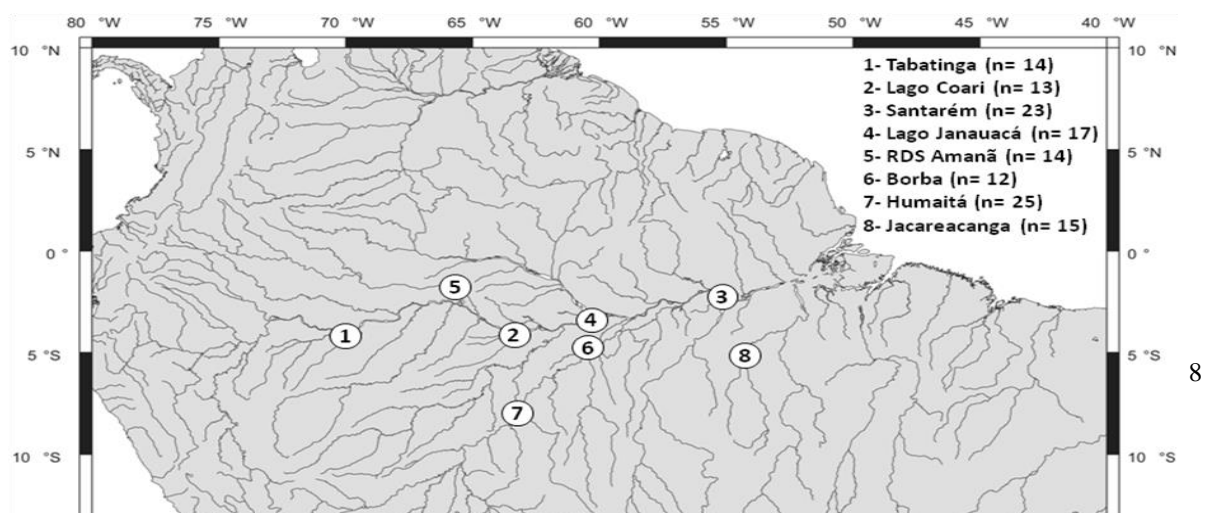 80 °W 75 °W 70 °W 65 °W 60 °W 55 °W 50 °W 45 °W 40 °W
10 °N 10 °N
1- Tabatinga (n= 14)
2- Lago Coari (n= 13)
3- Santarém (n= 23)
4- Lago Janauacá (n= 17)
5 °N 5 °N
5- RDS Amanã (n= 14)
6- Borba (n= 12)
7- Humaitá (n= 25)
8- Jacareacanga (n= 15)
0 ° 0 °
5
3
4
1 2
6
5 °S 8 5 °S
8
7
10 °S 10 °S